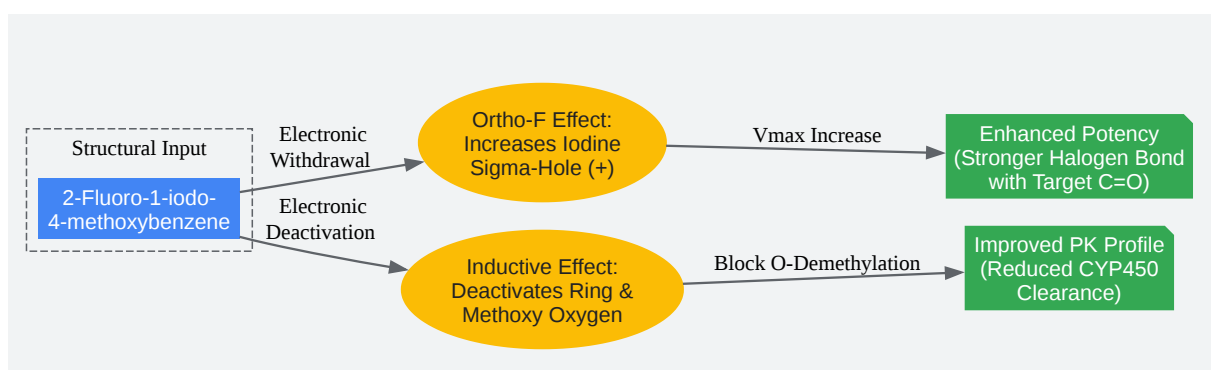 Structural Input
2-Fluoro-1-iodo-
4-methoxybenzene
Electronic
Withdrawal
Electronic
Deactivation
Ortho-F Effect:
Increases Iodine
Sigma-Hole (+)
Inductive Effect:
Deactivates Ring &
Methoxy Oxygen
Vmax Increase
Block O-Demethylation
Enhanced Potency
(Stronger Halogen Bond
with Target C=O)
Improved PK Profile
(Reduced CYP450
Clearance)